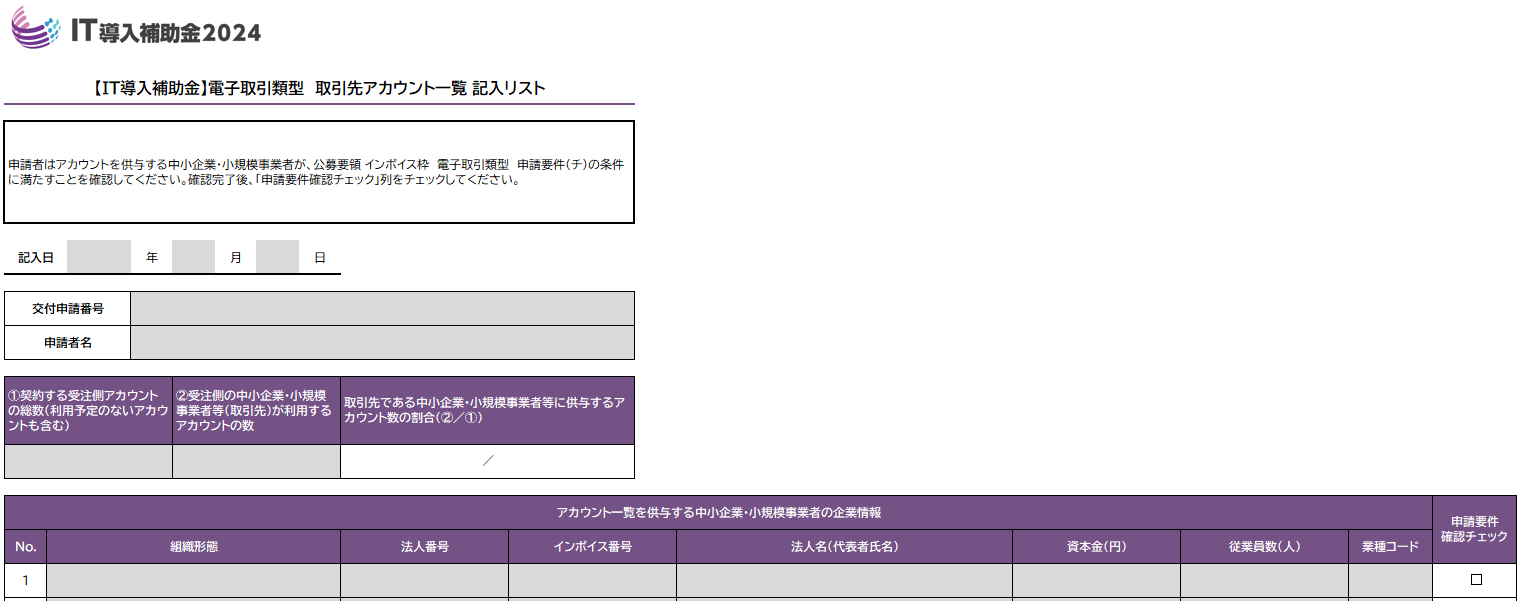 IT導入補助金2024
【IT導入補助金】電子取引類型　取引先アカウント一覧 記入リスト
申請者はアカウントを供与する中小企業・小規模事業者が、公募要領 インボイス枠　電子取引類型　申請要件（チ）の条件
に満たすことを確認してください。確認完了後、「申請要件確認チェック」列をチェックしてください。
記入日 年 月 日
交付申請番号
申請者名
①契約する受注側アカウント
の総数（利用予定のないアカウ
ントも含む）
②受注側の中小企業・小規模
事業者等（取引先）が利用する
アカウントの数
取引先である中小企業・小規模事業者等に供与するア
カウント数の割合（②／①）
／
アカウント一覧を供与する中小企業・小規模事業者の企業情報
申請要件
確認チェック
No. 組織形態 法人番号 インボイス番号 法人名（代表者氏名） 資本金（円） 従業員数（人） 業種コード
1 □